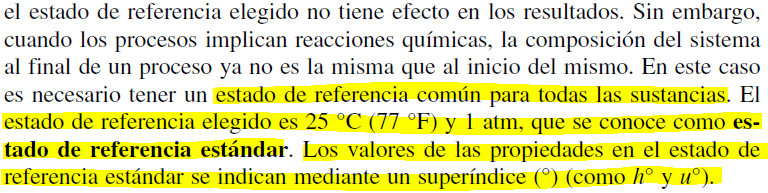 el estado de referencia elegido no tiene efecto en los resultados. Sin embargo,
cuando los procesos implican reacciones químicas, la composición del sistema
al final de un proceso ya no es la misma que al inicio del mismo. En este caso
es necesario tener un estado de referencia común para todas las sustancias. El
estado de referencia elegido es 25 °C (77 °F) y 1 atm, que se conoce como es-
tado de referencia estándar. Los valores de las propiedades en el estado de
referencia estándar se indican mediante un superíndice (°) (como h° y u°).